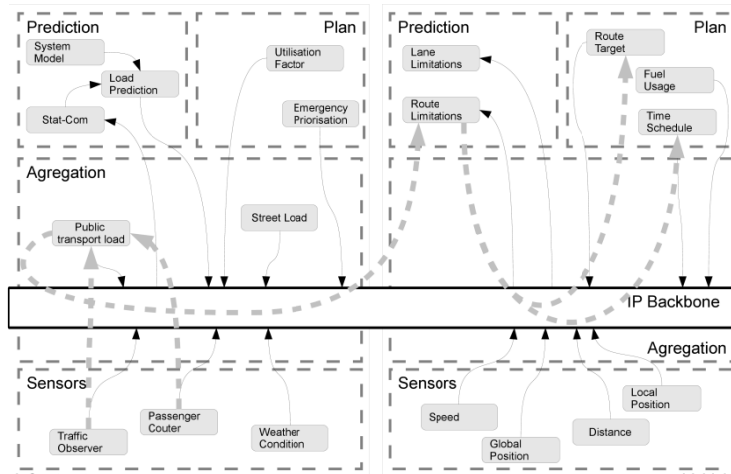 Prediction
System
Model
Load
Prediction
Stat-Com
Plan
Utilisation
Factor
Emergency
Priorisation
Prediction
Lane
Limitations
Route
Limitations
Plan
Route
Target
Fuel
Usage
Time
Schedule
Agregation
Public
transport load
Street Load
IP Backbone
Agregation
Sensors
Traffic
Observer
Passenger
Couter
Weather
Condition
Sensors
Speed
Global
Position
Distance
Local
Position